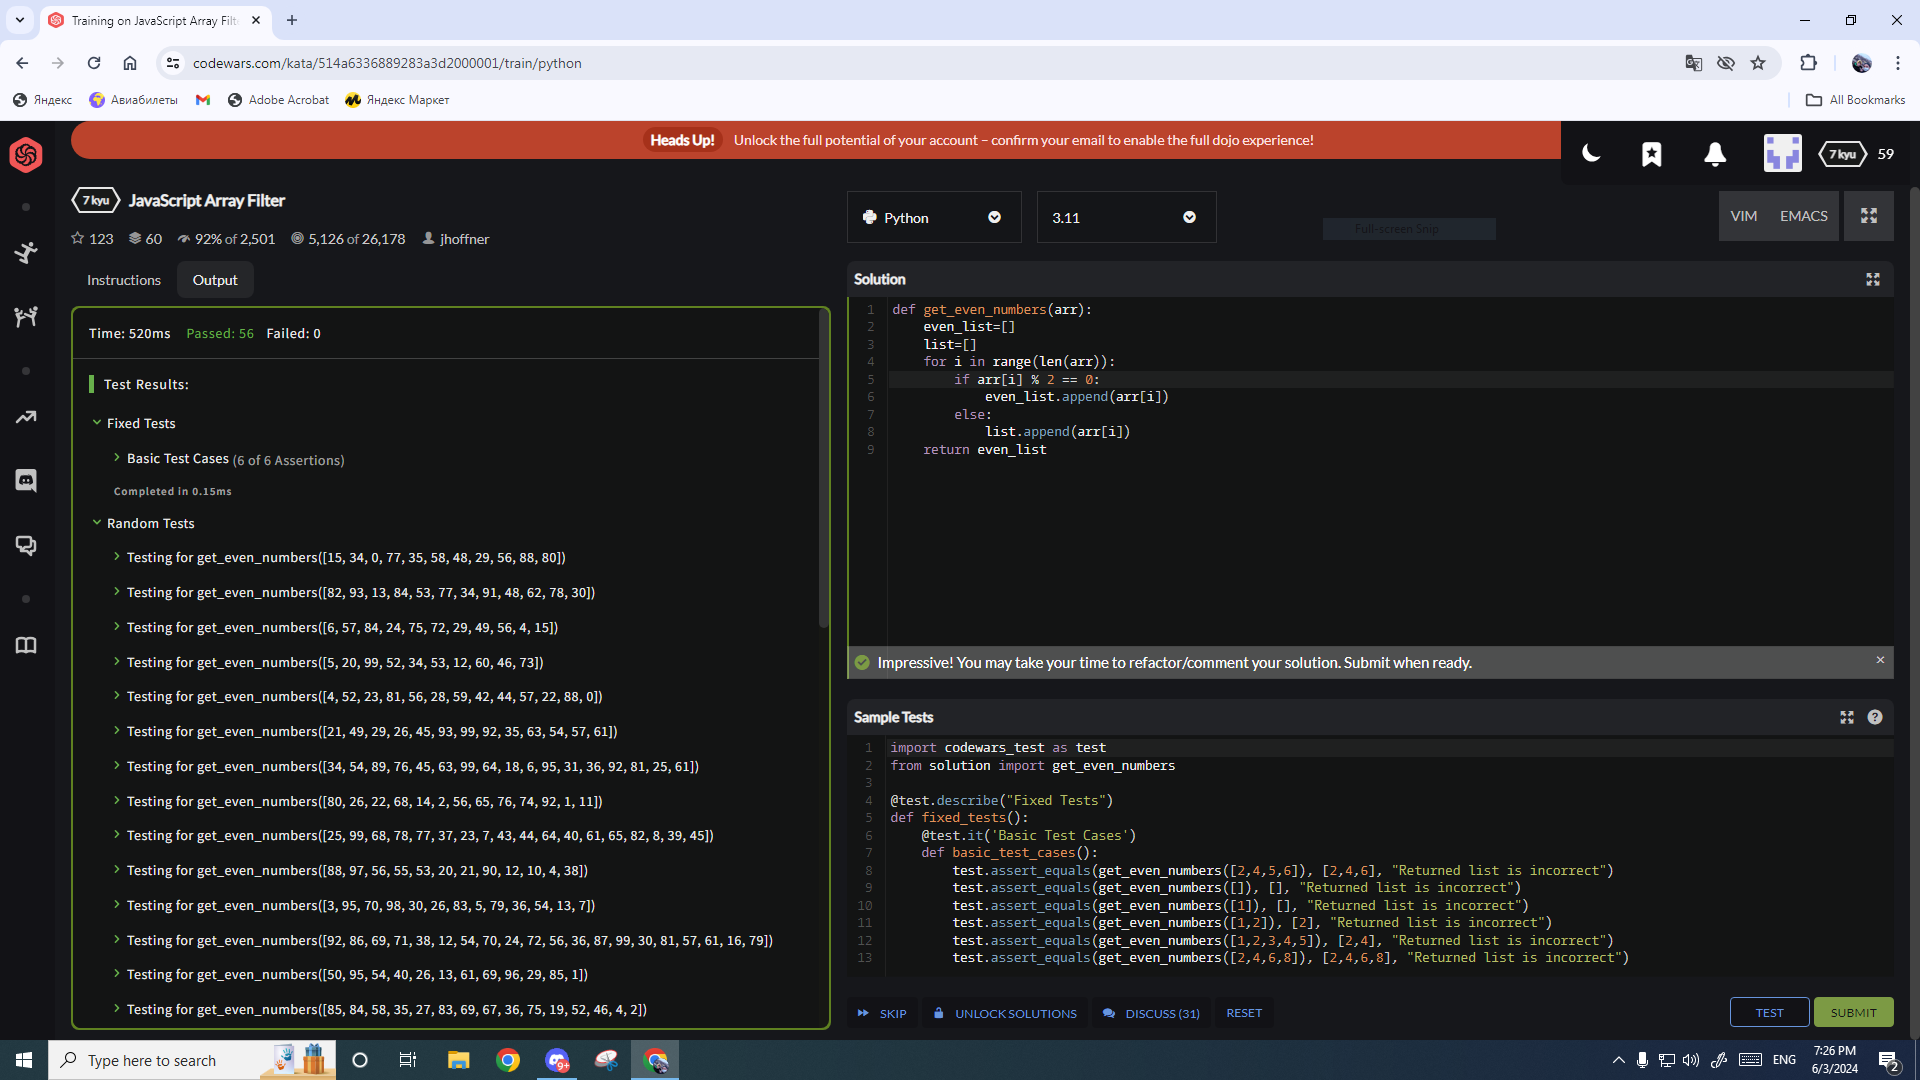 Training on JavaScript Array Filt
codewars.com/kata/514a6336889283a3d2000001/train/python
Яндекс
Авиабилеты
Adobe Acrobat
Яндекс Маркет
All Bookmarks
Heads Up!
Unlock the full potential of your account – confirm your email to enable the full dojo experience!
7 kyu
59
7 kyu
JavaScript Array Filter
123
60
92% of 2,501
5,126 of 26,178
jhoffner
Instructions
Output
Time: 520ms
Passed: 56
Failed: 0
Test Results:
Fixed Tests
Basic Test Cases (6 of 6 Assertions)
Completed in 0.15ms
Random Tests
Testing for get_even_numbers([15, 34, 0, 77, 35, 58, 48, 29, 56, 88, 80])
Testing for get_even_numbers([82, 93, 13, 84, 53, 77, 34, 91, 48, 62, 78, 30])
Testing for get_even_numbers([6, 57, 84, 24, 75, 72, 29, 49, 56, 4, 15])
Testing for get_even_numbers([5, 20, 99, 52, 34, 53, 12, 60, 46, 73])
Testing for get_even_numbers([4, 52, 23, 81, 56, 28, 59, 42, 44, 57, 22, 88, 0])
Testing for get_even_numbers([21, 49, 29, 26, 45, 93, 99, 92, 35, 63, 54, 57, 61])
Testing for get_even_numbers([34, 54, 89, 76, 45, 63, 99, 64, 18, 6, 95, 31, 36, 92, 81, 25, 61])
Testing for get_even_numbers([80, 26, 22, 68, 14, 2, 56, 65, 76, 74, 92, 1, 11])
Testing for get_even_numbers([25, 99, 68, 78, 77, 37, 23, 7, 43, 44, 64, 40, 61, 65, 82, 8, 39, 45])
Testing for get_even_numbers([88, 97, 56, 55, 53, 20, 21, 90, 12, 10, 4, 38])
Testing for get_even_numbers([3, 95, 70, 98, 30, 26, 83, 5, 79, 36, 54, 13, 7])
Testing for get_even_numbers([92, 86, 69, 71, 38, 12, 54, 70, 24, 72, 56, 36, 87, 99, 30, 81, 57, 61, 16, 79])
Testing for get_even_numbers([50, 95, 54, 40, 26, 13, 61, 69, 96, 29, 85, 1])
Testing for get_even_numbers([85, 84, 58, 35, 27, 83, 69, 67, 36, 75, 19, 52, 46, 4, 2])
Python
3.11
Full-screen Snip
VIM
EMACS
Solution
1 def get_even_numbers(arr):
2 even_list=[]
3 list=[]
4 for i in range(len(arr)):
5 if arr[i] % 2 == 0:
6 even_list.append(arr[i])
7 else:
8 list.append(arr[i])
9 return even_list
Impressive! You may take your time to refactor/comment your solution. Submit when ready.
Sample Tests
1 import codewars_test as test
2 from solution import get_even_numbers
3
4 @test.describe("Fixed Tests")
5 def fixed_tests():
6 @test.it('Basic Test Cases')
7 def basic_test_cases():
8 test.assert_equals(get_even_numbers([2,4,5,6]), [2,4,6], "Returned list is incorrect")
9 test.assert_equals(get_even_numbers([]), [], "Returned list is incorrect")
10 test.assert_equals(get_even_numbers([1]), [], "Returned list is incorrect")
11 test.assert_equals(get_even_numbers([1,2]), [2], "Returned list is incorrect")
12 test.assert_equals(get_even_numbers([1,2,3,4,5]), [2,4], "Returned list is incorrect")
13 test.assert_equals(get_even_numbers([2,4,6,8]), [2,4,6,8], "Returned list is incorrect")
SKIP
UNLOCK SOLUTIONS
DISCUSS (31)
RESET
TEST
SUBMIT
Type here to search
9+
ENG
7:26 PM
6/3/2024
2